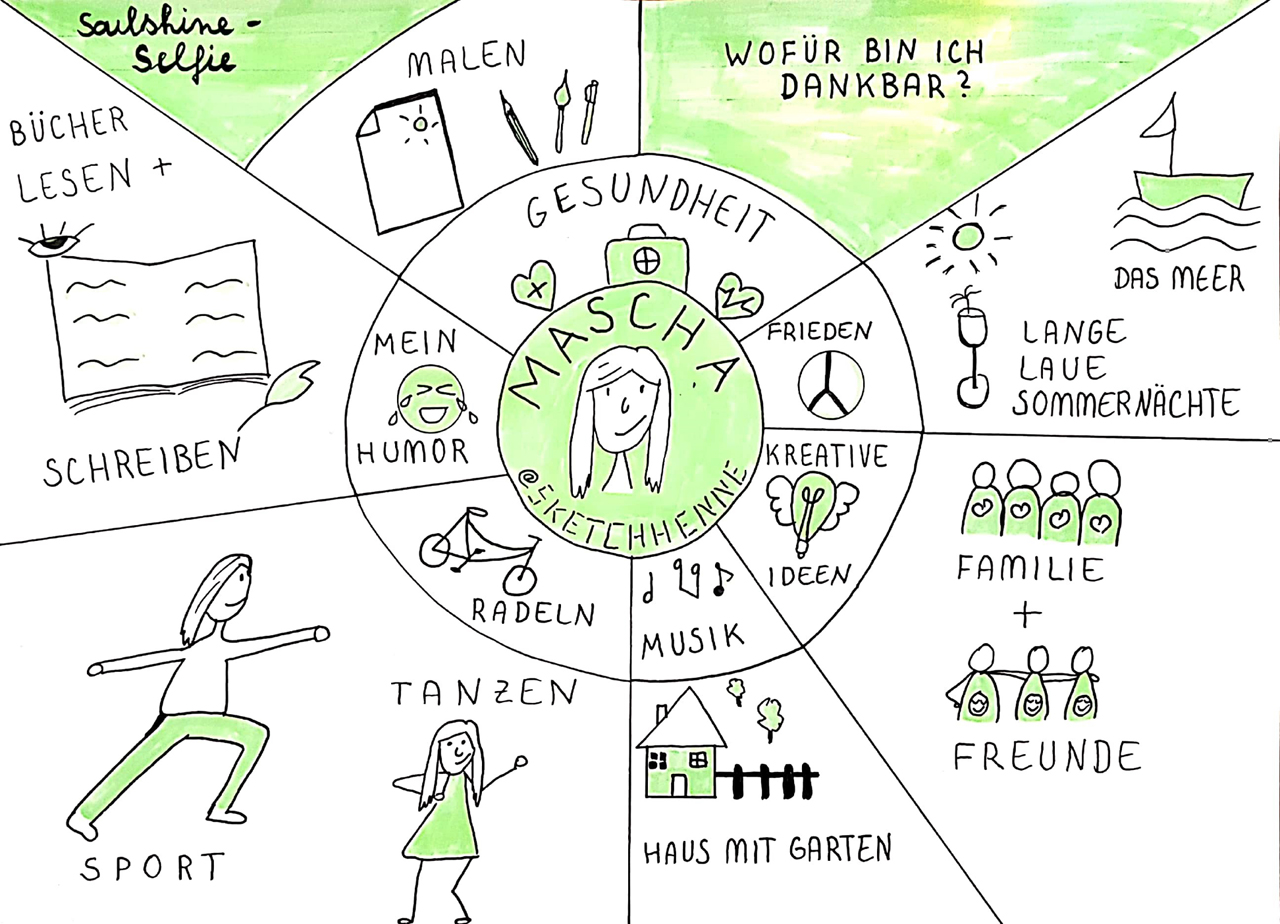 Soulshine-
Selfie
MALEN
WOFÜR BIN ICH
DANKBAR?
BÜCHER
LESEN +
SCHREIBEN
GESUNDHEIT
DAS MEER
LANGE
LAUE
SOMMERNÄCHTE
MEIN
HUMOR
MASCHA
@SKETCHHENNE
FRIEDEN
KREATIVE
IDEEN
RADELN
MUSIK
FAMILIE
+
FREUNDE
SPORT
TANZEN
HAUS MIT GARTEN